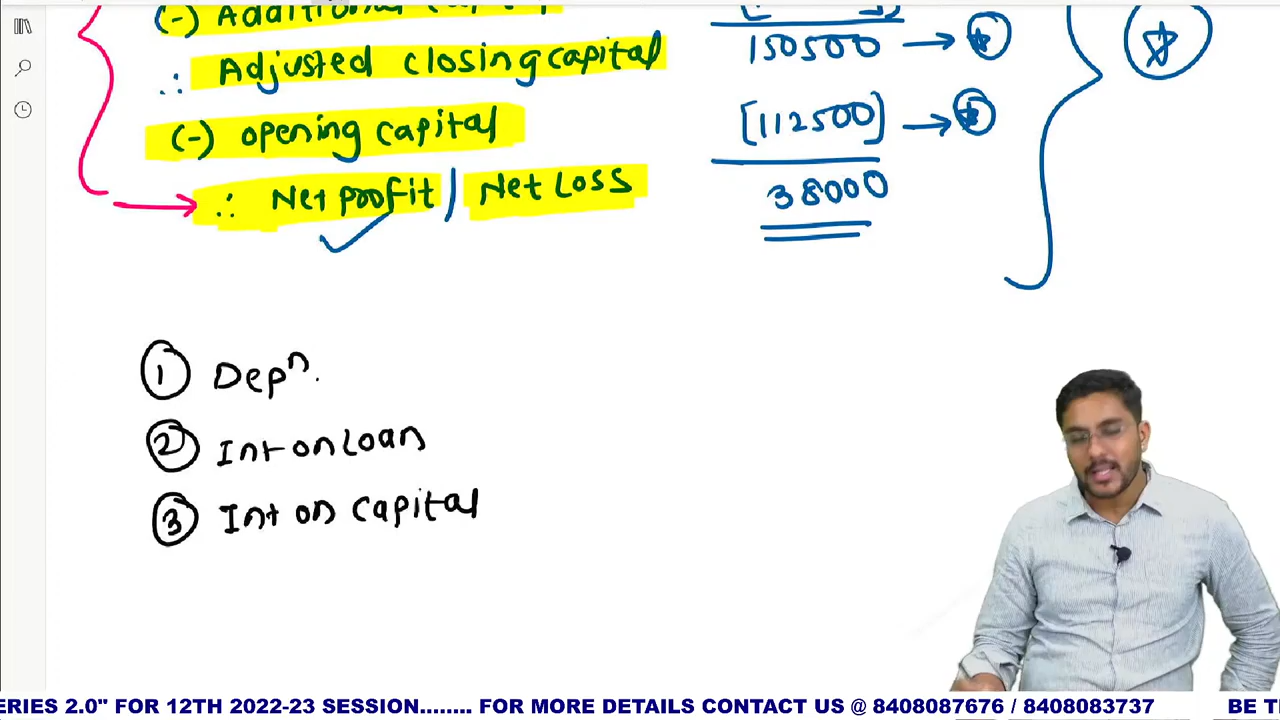 (-) Additional capital
150500 → ★
☆
∴ Adjusted closing capital
(-) opening capital
[112500] → ★
∴ Net profit / Net Loss
38000
① Depⁿ.
② Int on Loan
③ Int on capital
ERIES 2.0" FOR 12TH 2022-23 SESSION........ FOR MORE DETAILS CONTACT US @ 8408087676 / 8408083737 BE T